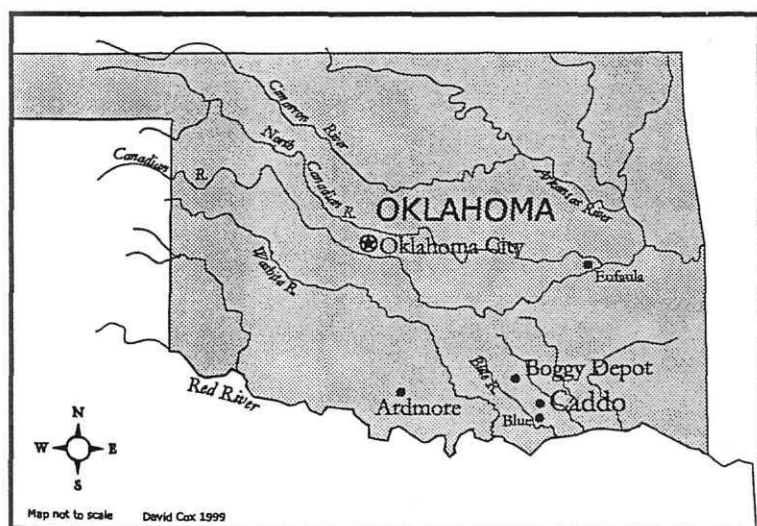 Cimarron River
North Canadian R.
Canadian R.
Arkansas River
OKLAHOMA
Oklahoma City
Eufaula
Washita R.
Blue R.
Boggy Depot
Caddo
Blue
Ardmore
Red River
N
W E
S
Map not to scale David Cox 1999